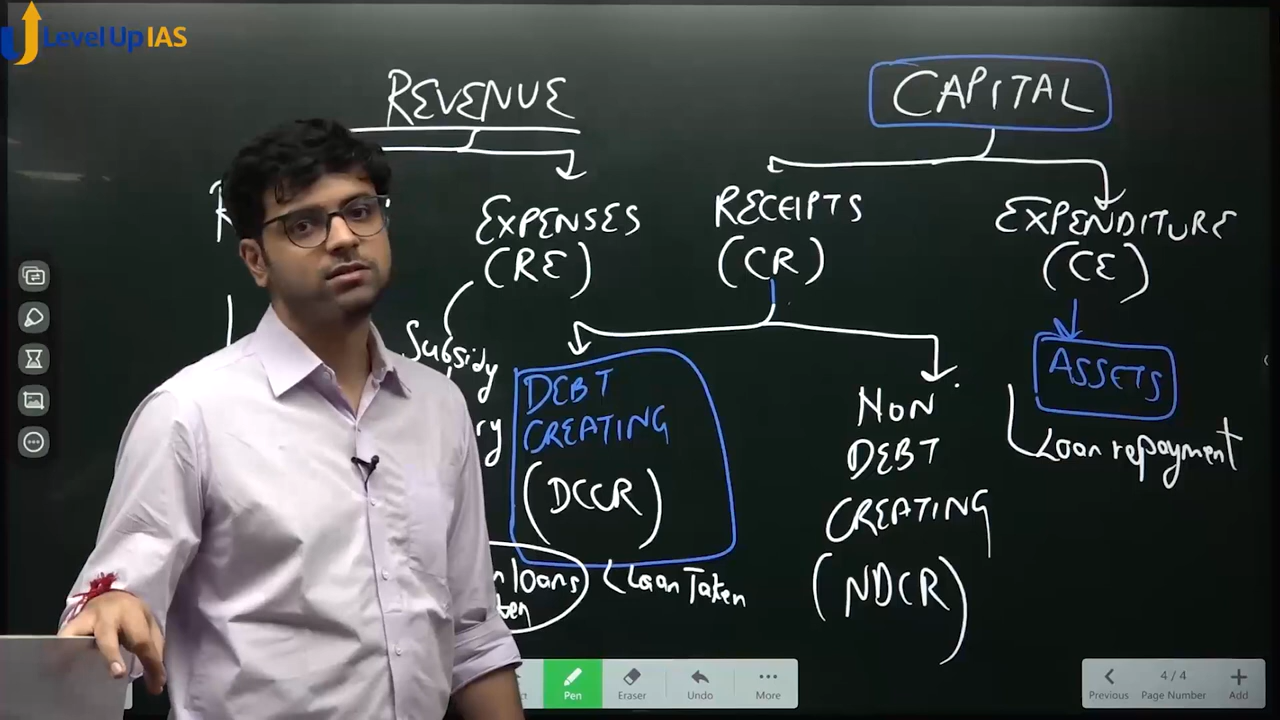 Level Up IAS
REVENUE
CAPITAL
EXPENSES
(RE)
RECEIPTS
(CR)
EXPENDITURE
(CE)
Subsidy
DEBT
CREATING
(DCCR)
Loan Taken
loans
NON
DEBT
CREATING
(NDCR)
ASSETS
Loan repayment
Pen
Eraser
Undo
More
Previous
4 / 4
Page Number
Add